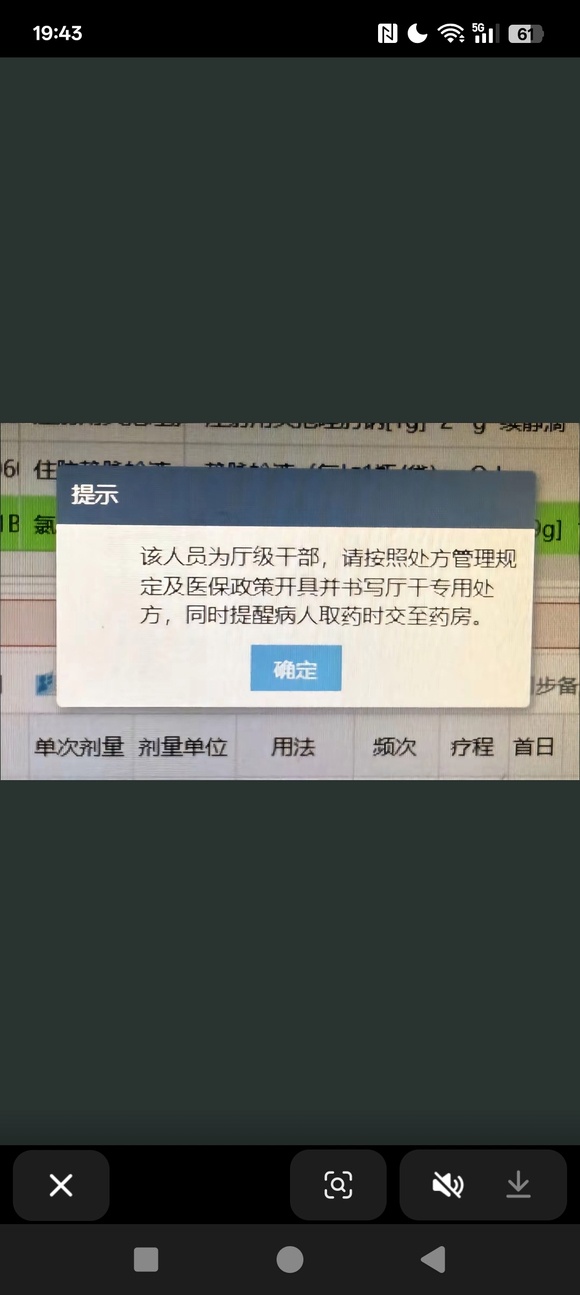 19:43
5G
61
提示
该人员为厅级干部，请按照处方管理规
定及医保政策开具并书写厅干专用处
方，同时提醒病人取药时交至药房。
确定
步备
单次剂量 剂量单位 用法 频次 疗程 首日